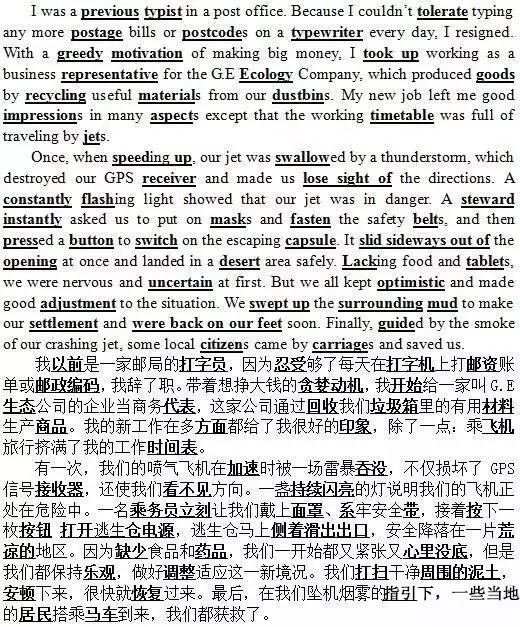 I was a previous typist in a post office. Because I couldn't tolerate typing
any more postage bills or postcodes on a typewriter every day, I resigned.
With a greedy motivation of making big money, I took up working as a
business representative for the G.E Ecology Company, which produced goods
by recycling useful materials from our dustbins. My new job left me good
impressions in many aspects except that the working timetable was full of
traveling by jets.
Once, when speeding up, our jet was swallowed by a thunderstorm, which
destroyed our GPS receiver and made us lose sight of the directions. A
constantly flashing light showed that our jet was in danger. A steward
instantly asked us to put on masks and fasten the safety belts, and then
pressed a button to switch on the escaping capsule. It slid sideways out of the
opening at once and landed in a desert area safely. Lacking food and tablets,
we were nervous and uncertain at first. But we all kept optimistic and made
good adjustment to the situation. We swept up the surrounding mud to make
our settlement and were back on our feet soon. Finally, guided by the smoke
of our crashing jet, some local citizens came by carriages and saved us.
我以前是一家邮局的打字员，因为忍受够了每天在打字机上打邮资账
单或邮政编码，我辞了职。带着想挣大钱的贪婪动机，我开始给一家叫 G.E
生态公司的企业当商务代表，这家公司通过回收我们垃圾箱里的有用材料
生产商品。我的新工作在多方面都给了我很好的印象，除了一点：乘飞机
旅行挤满了我的工作时间表。
有一次，我们的喷气飞机在加速时被一场雷暴吞没，不仅损坏了 GPS
信号接收器，还使我们看不见方向。一盏持续闪亮的灯说明我们的飞机正
处在危险中。一名乘务员立刻让我们戴上面罩、系牢安全带，接着按下一
枚按钮 打开逃生仓电源，逃生仓马上侧着滑出出口，安全降落在一片荒
凉的地区。因为缺少食品和药品，我们一开始都又紧张又心里没底，但是
我们都保持乐观，做好调整适应这一新境况。我们打扫干净周围的泥土，
安顿下来，很快就恢复过来。最后，在我们坠机烟雾的指引下，一些当地
的居民搭乘马车到来，我们都获救了。